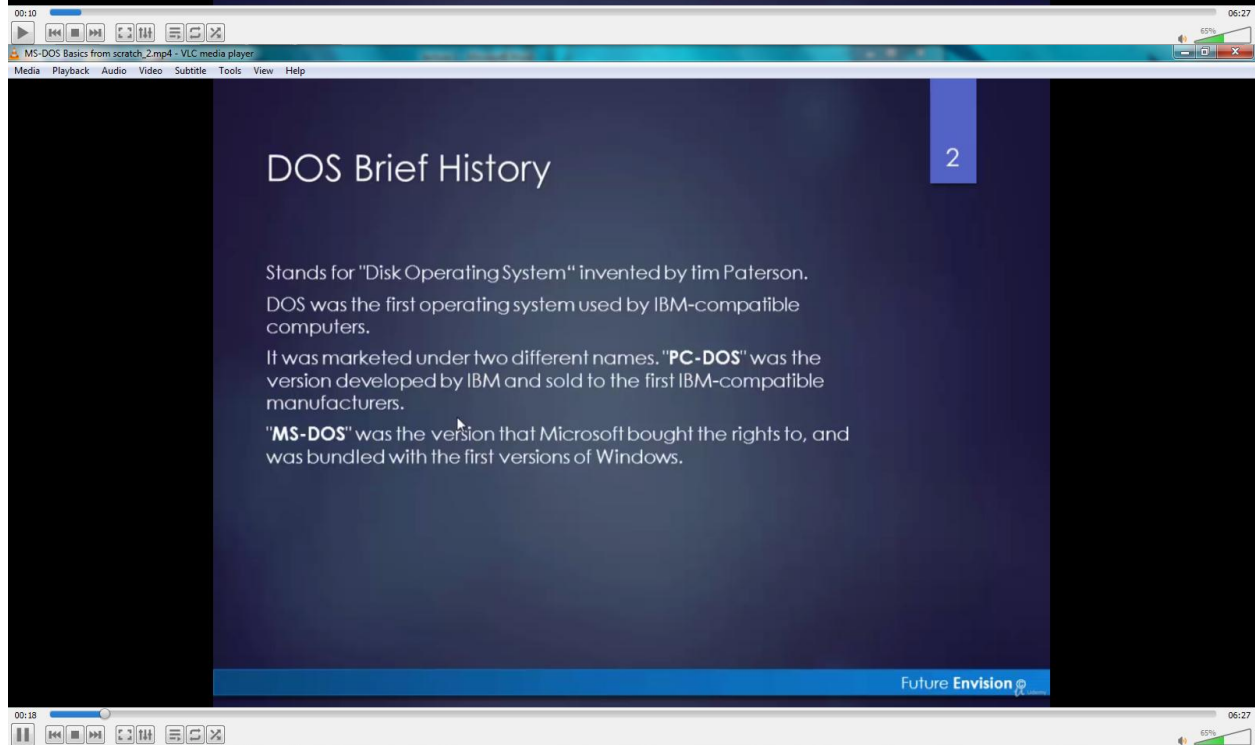 00:10 06:27
65%
MS-DOS Basics from scratch_2.mp4 - VLC media player
Media Playback Audio Video Subtitle Tools View Help
2
DOS Brief History
Stands for "Disk Operating System“ invented by tim Paterson.
DOS was the first operating system used by IBM-compatible
computers.
It was marketed under two different names. "PC-DOS" was the
version developed by IBM and sold to the first IBM-compatible
manufacturers.
"MS-DOS" was the version that Microsoft bought the rights to, and
was bundled with the first versions of Windows.
Future Envision ©
00:18 06:27
65%